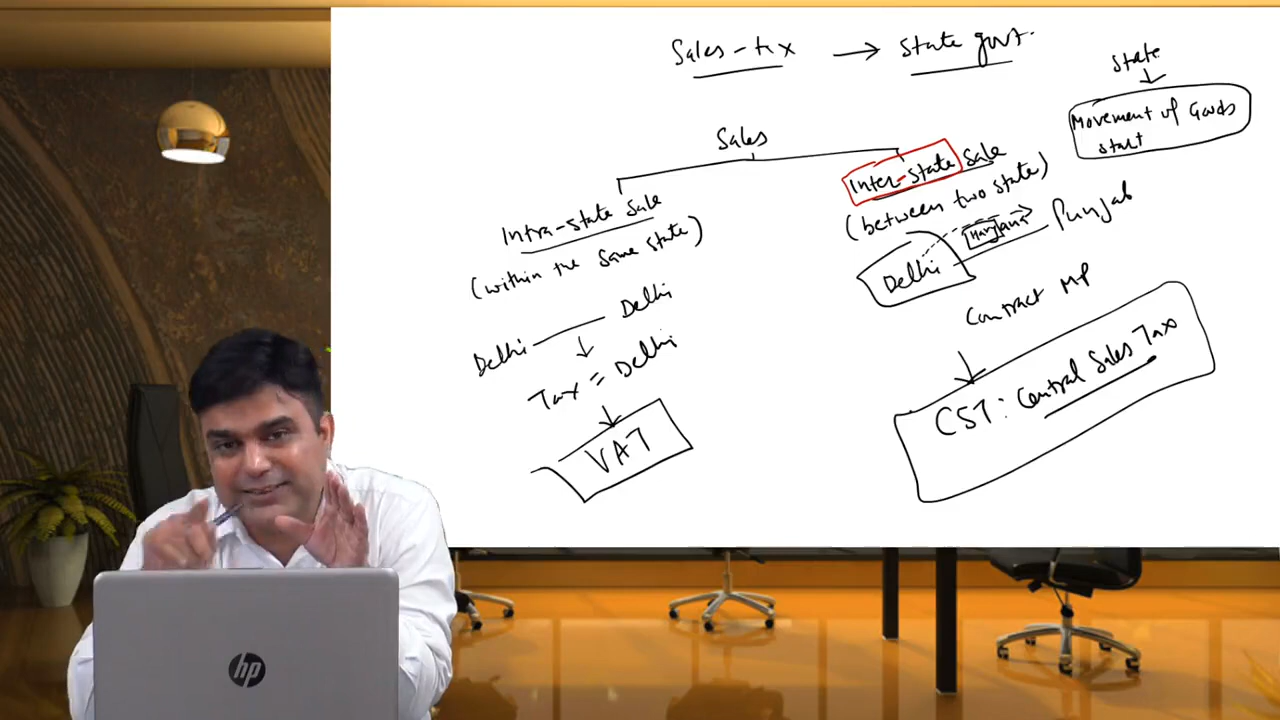 Sales-tax → State govt.
State
↓
Movement of Goods
start
Sales
Intra-state Sale
(within the same state)
Delhi — Delhi
↓
Tax = Delhi
↓
VAT
Inter-State Sale
(between two state)
Delhi → Punjab
Contract MP
↓
CST: Central Sales Tax
hp